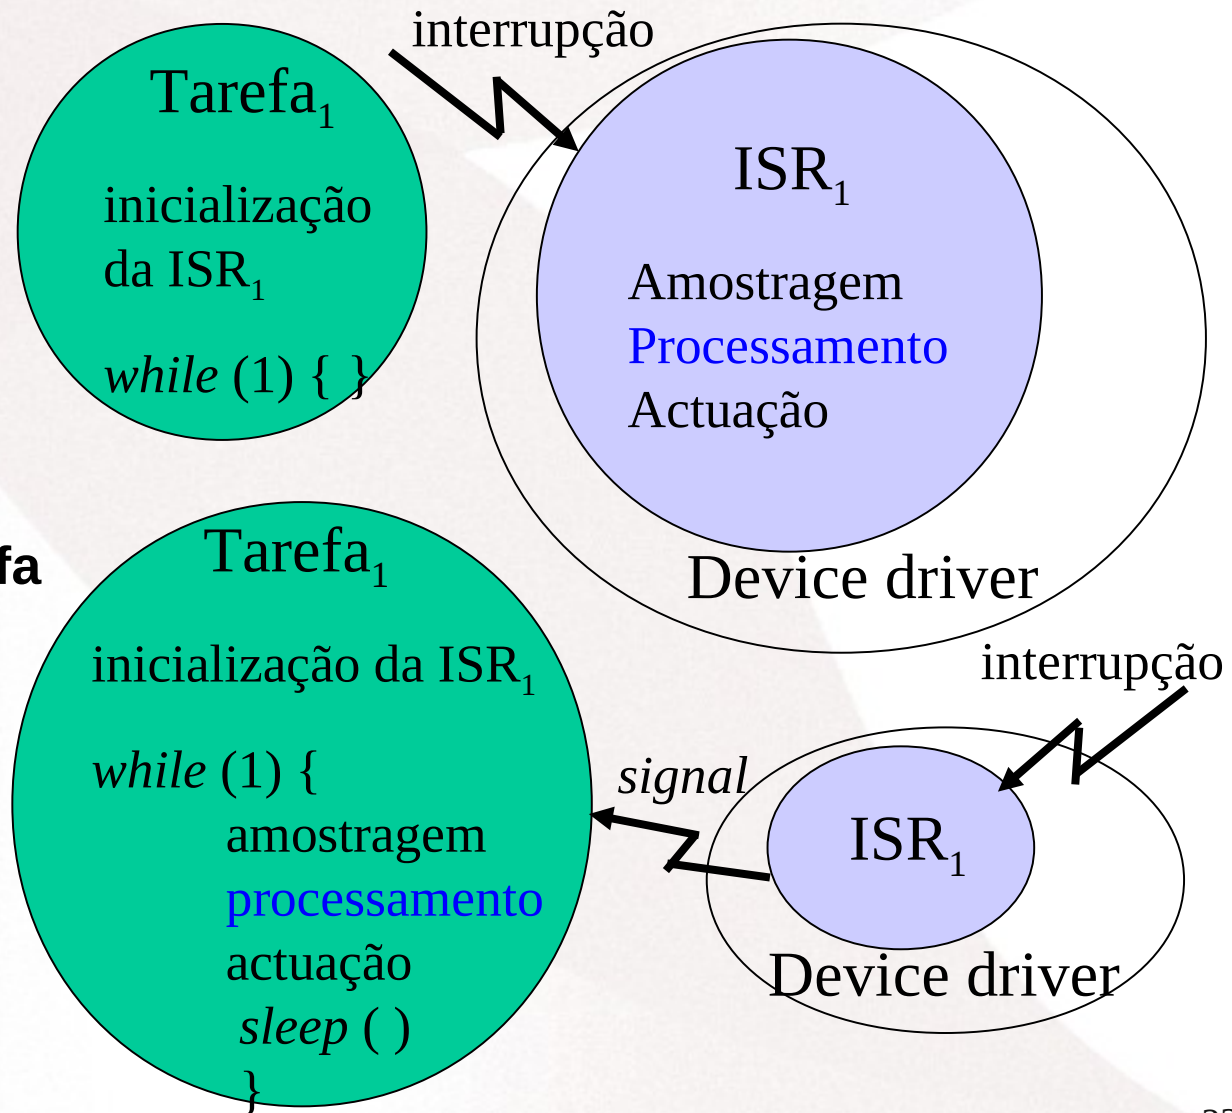 interrupção
Tarefa₁
inicialização
da ISR₁
while (1) { }
ISR₁
Amostragem
Processamento
Actuação
Device driver
fa
Tarefa₁
inicialização da ISR₁
while (1) {
amostragem
processamento
actuação
sleep ( )
}
interrupção
signal
ISR₁
Device driver